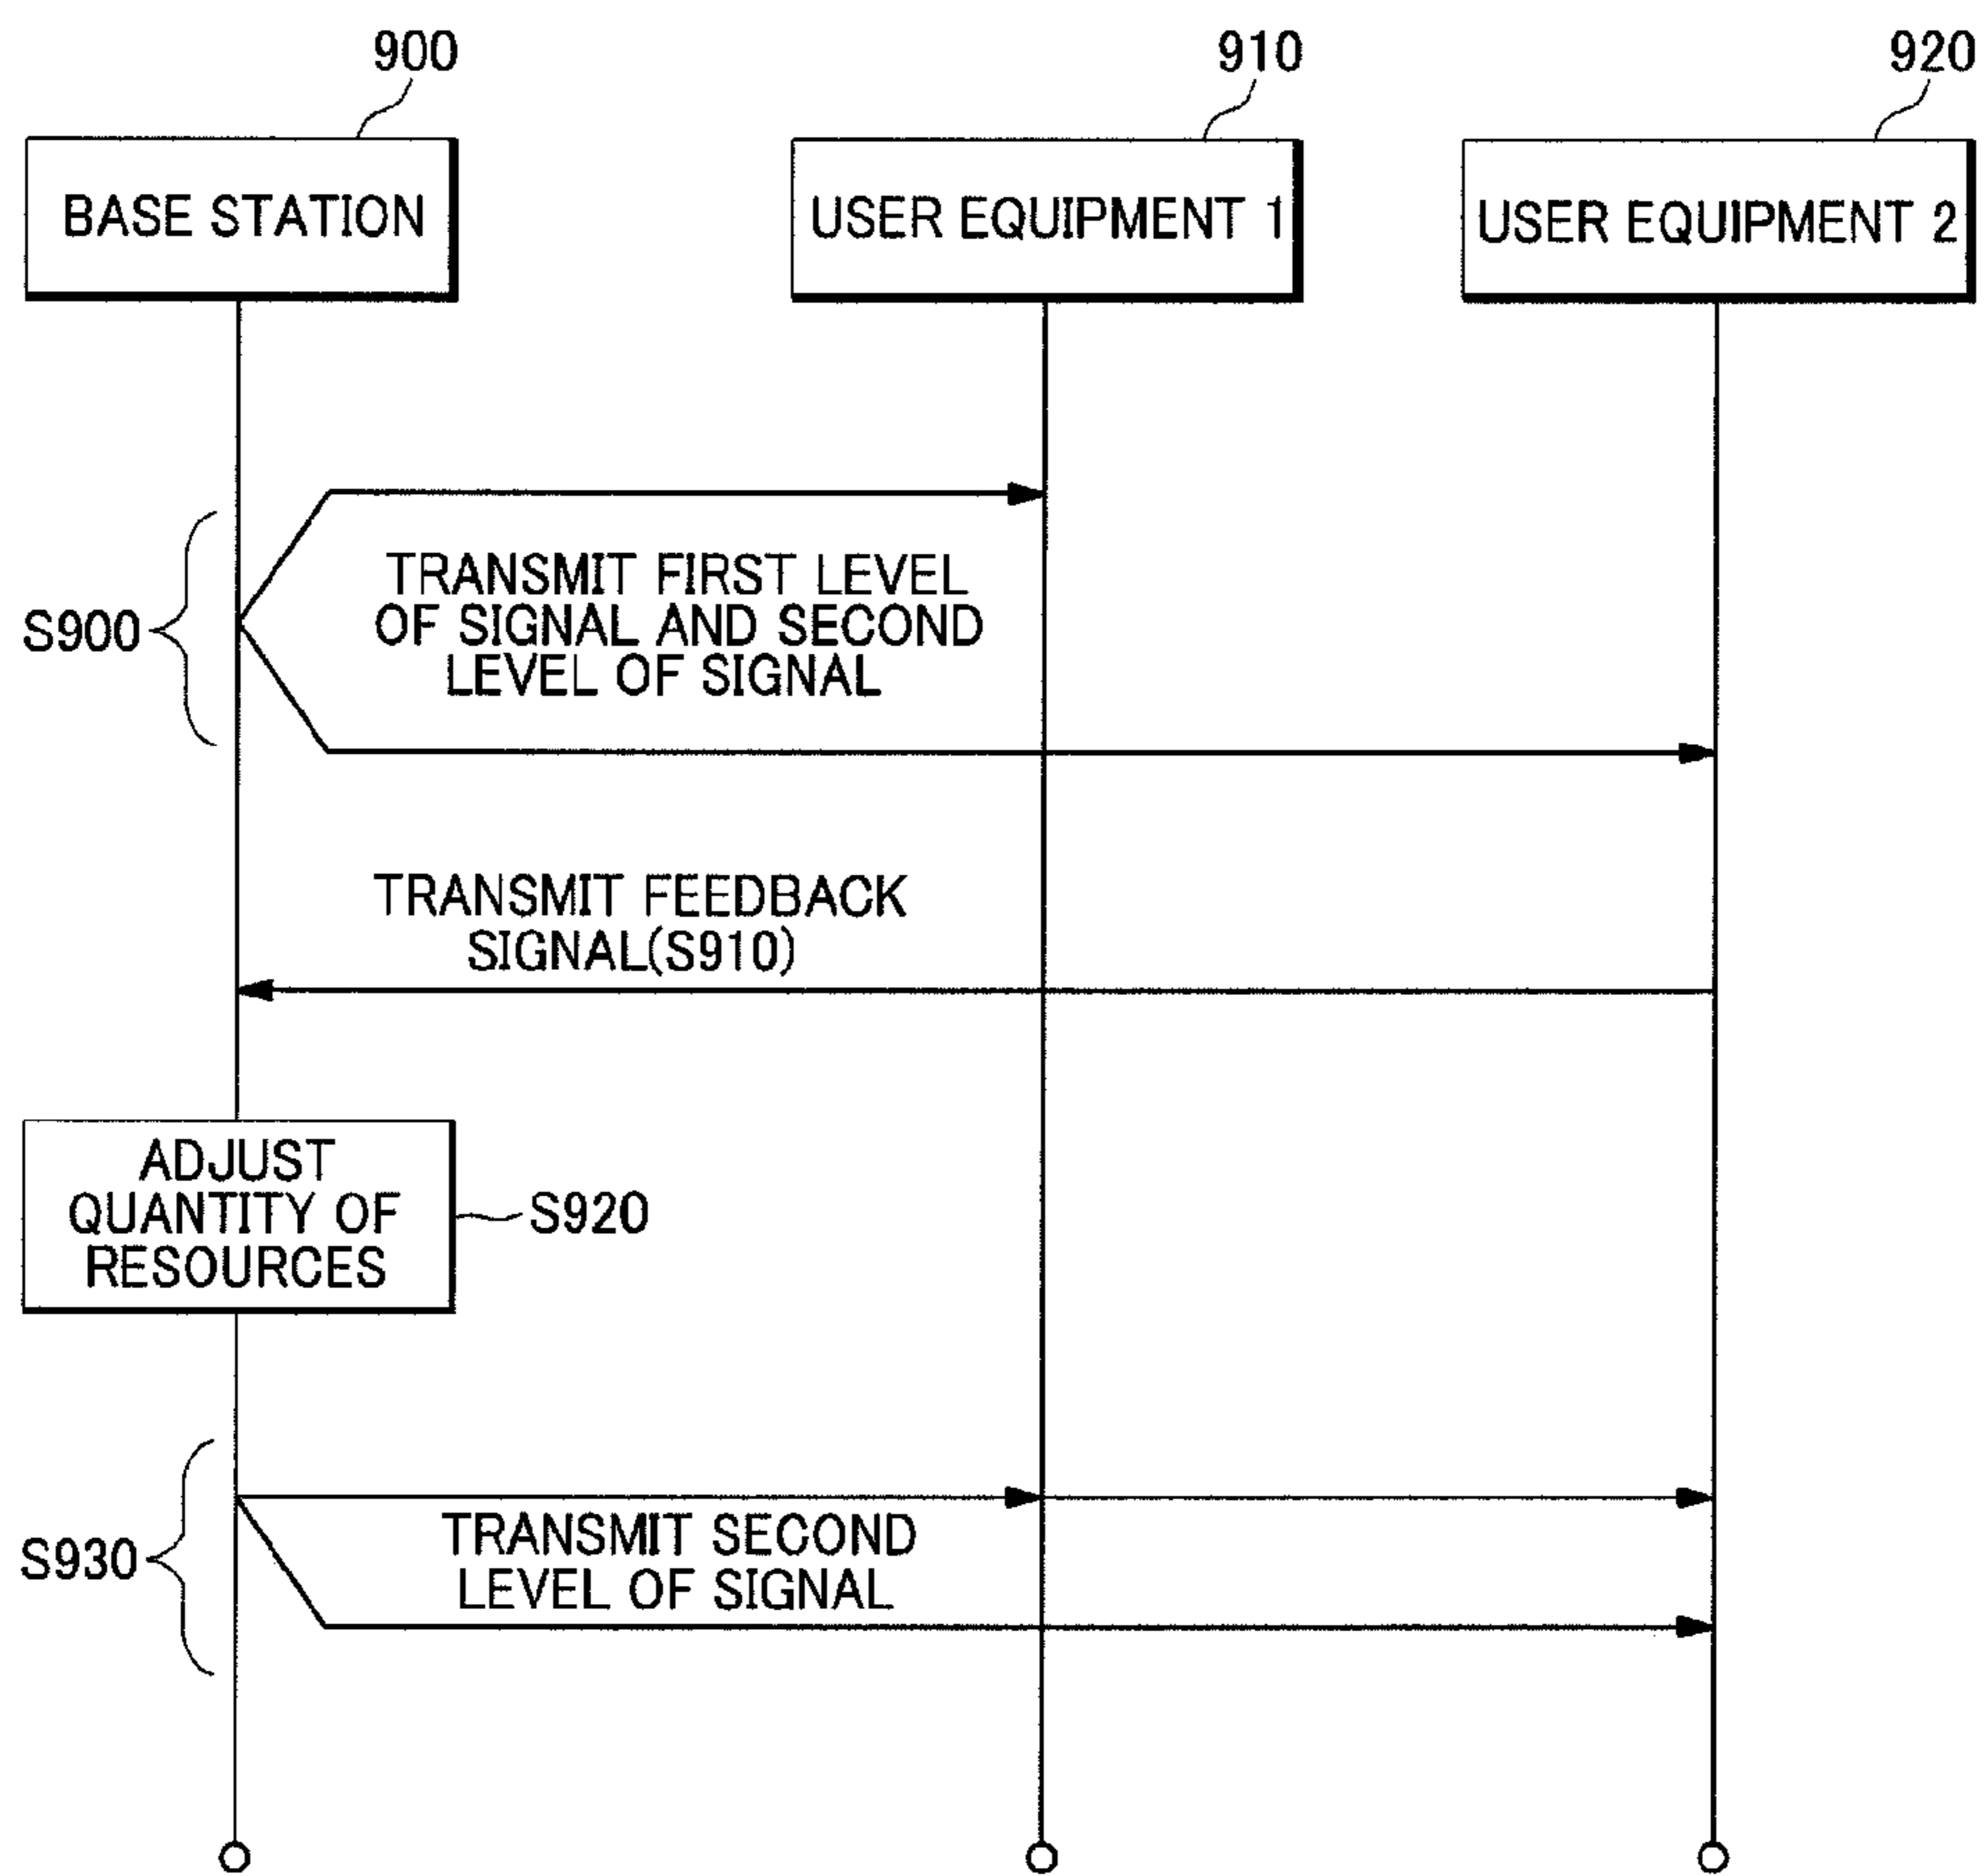 900
910
920
BASE STATION
USER EQUIPMENT 1
USER EQUIPMENT 2
S900
TRANSMIT FIRST LEVEL
OF SIGNAL AND SECOND
LEVEL OF SIGNAL
TRANSMIT FEEDBACK
SIGNAL(S910)
ADJUST
QUANTITY OF
RESOURCES
S920
S930
TRANSMIT SECOND
LEVEL OF SIGNAL